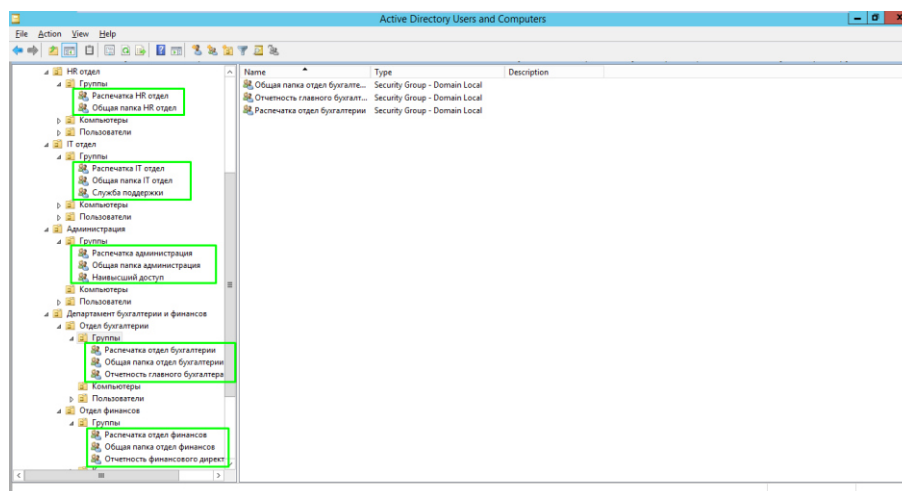 Active Directory Users and Computers
File Action View Help
HR отдел
Группы
Распечатка HR отдел
Общая папка HR отдел
Компьютеры
Пользователи
IT отдел
Группы
Распечатка IT отдел
Общая папка IT отдел
Служба поддержки
Компьютеры
Пользователи
Администрация
Группы
Распечатка администрация
Общая папка администрация
Наивысший доступ
Компьютеры
Пользователи
Департамент бухгалтерии и финансов
Отдел бухгалтерии
Группы
Распечатка отдел бухгалтерии
Общая папка отдел бухгалтерии
Отчетность главного бухгалтера
Компьютеры
Пользователи
Отдел финансов
Группы
Распечатка отдел финансов
Общая папка отдел финансов
Отчетность финансового дирек
Name Type Description
Общая папка отдел бухгалте... Security Group - Domain Local
Отчетность главного бухгалт... Security Group - Domain Local
Распечатка отдел бухгалтерии Security Group - Domain Local